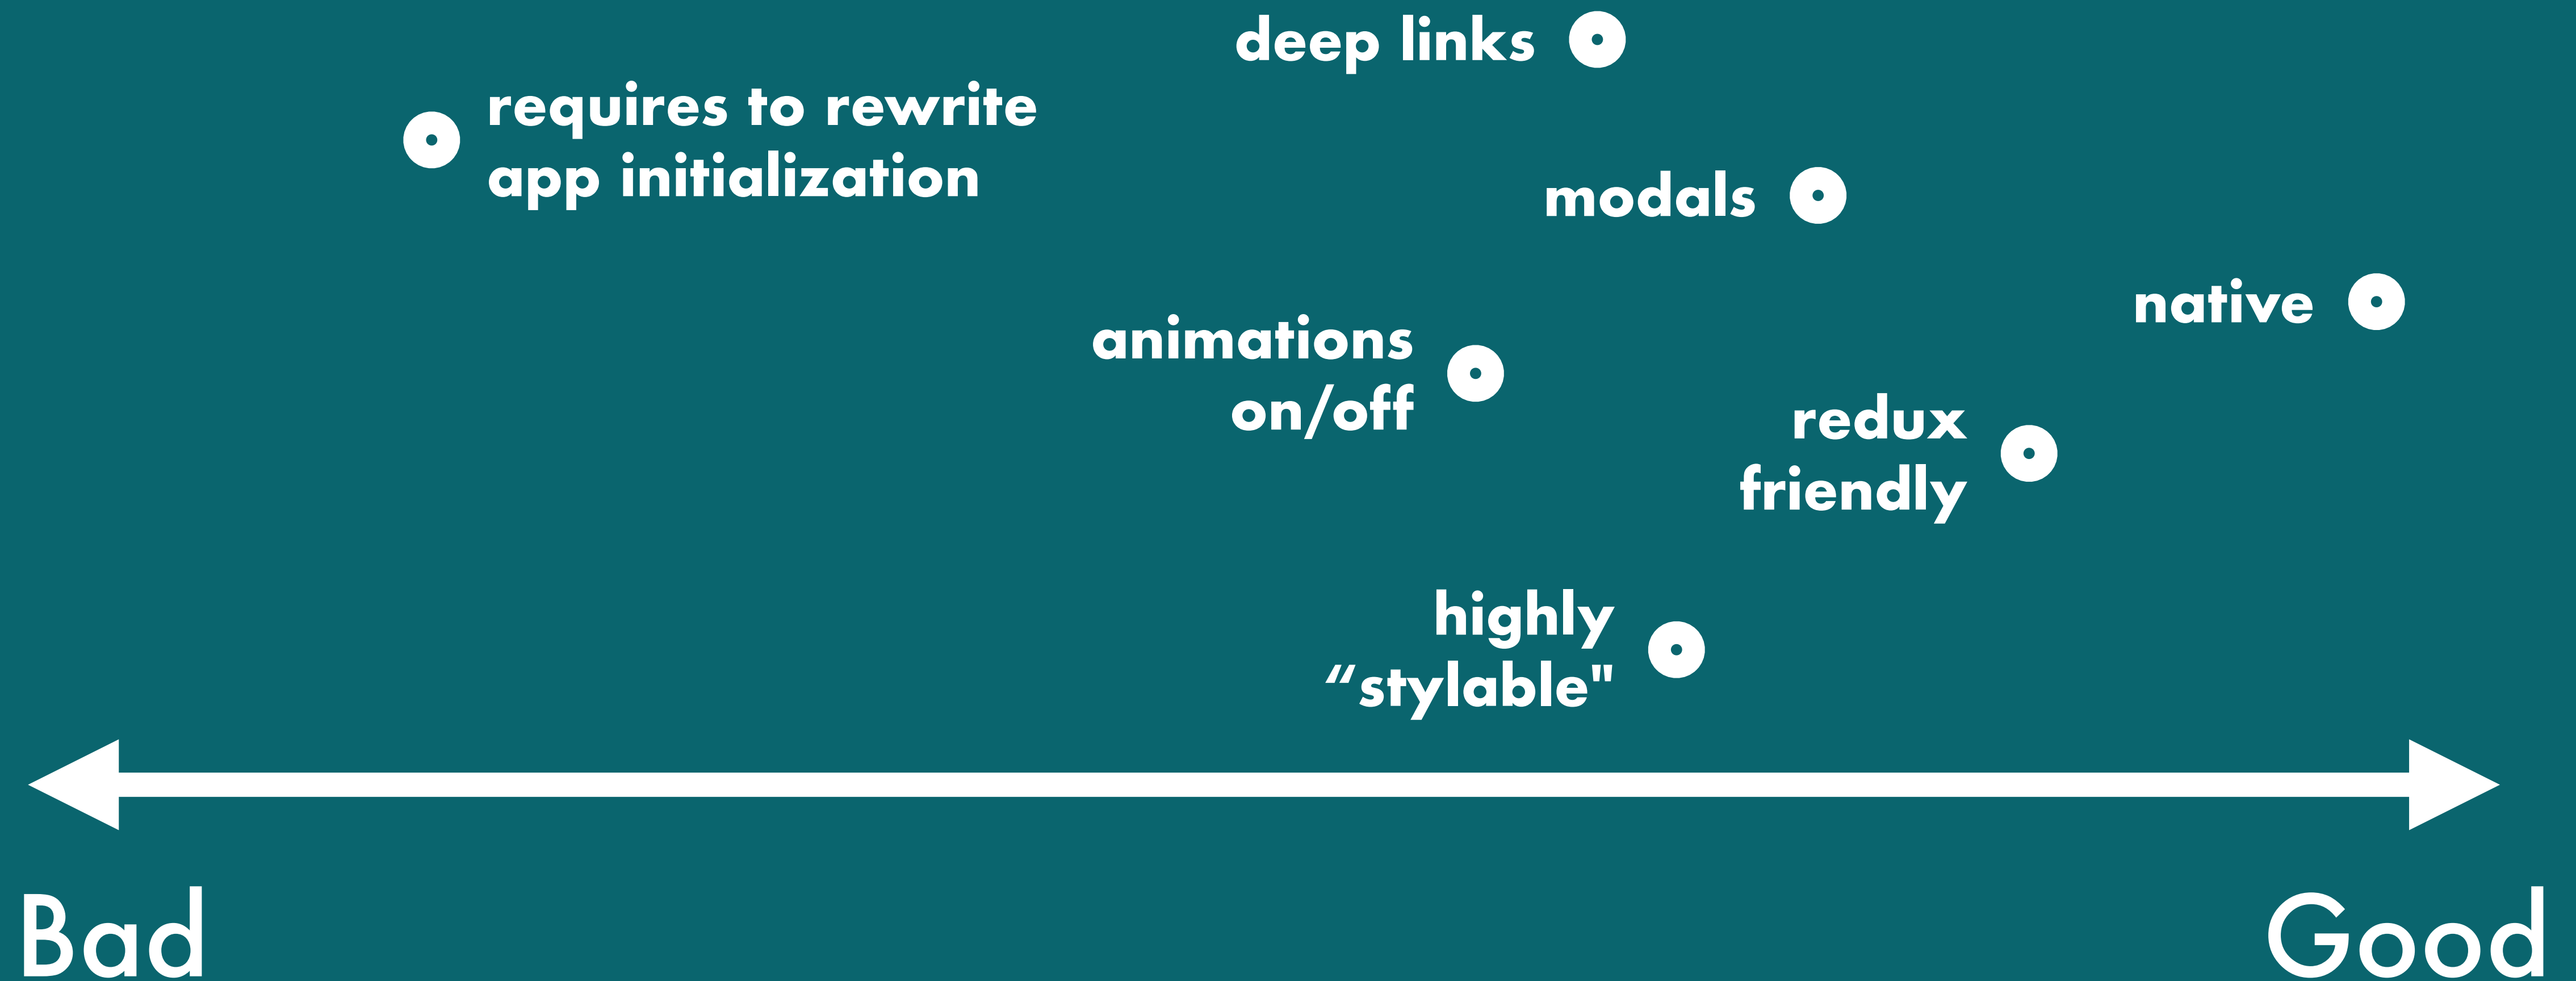 deep links
requires to rewrite
app initialization
modals
native
animations
on/off
redux
friendly
highly
“stylable"
Bad
Good